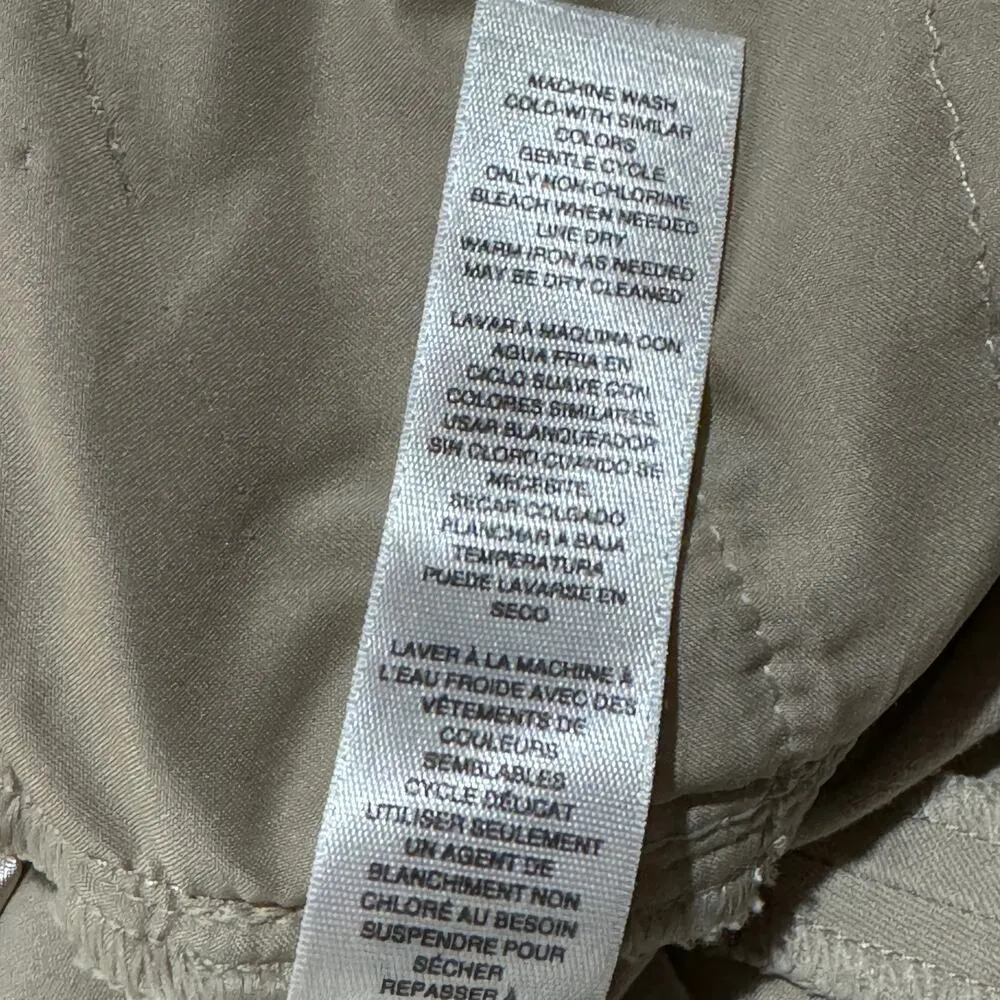 MACHINE WASH
COLD WITH SIMILAR
COLORS
GENTLE CYCLE
ONLY NON-CHLORINE
BLEACH WHEN NEEDED
LINE DRY
WARM IRON AS NEEDED
MAY BE DRY CLEANED
LAVAR A MÁQUINA CON
AGUA FRIA EN
CICLO SUAVE CON
COLORES SIMILARES
USAR BLANQUEADOR
SIN CLORO CUANDO SE
NECESITE
SECAR COLGADO
PLANCHAR A BAJA
TEMPERATURA
PUEDE LAVARSE EN
SECO
LAVER À LA MACHINE À
L'EAU FROIDE AVEC DES
VÊTEMENTS DE
COULEURS
SEMBLABLES
CYCLE DÉLICAT
UTILISER SEULEMENT
UN AGENT DE
BLANCHIMENT NON
CHLORÉ AU BESOIN
SUSPENDRE POUR
SÉCHER
REPASSER À